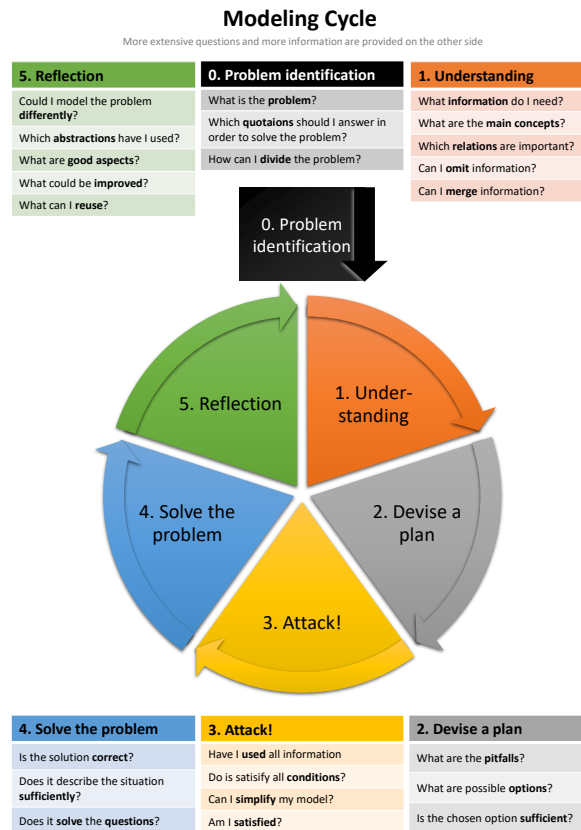 Modeling Cycle
More extensive questions and more information are provided on the other side
5. Reflection
Could I model the problem
differently?
Which abstractions have I used?
What are good aspects?
What could be improved?
What can I reuse?
0. Problem identification
What is the problem?
Which quotaions should I answer in
order to solve the problem?
How can I divide the problem?
1. Understanding
What information do I need?
What are the main concepts?
Which relations are important?
Can I omit information?
Can I merge information?
0. Problem
identification
5. Reflection
1. Under-
standing
4. Solve the
problem
2. Devise a
plan
3. Attack!
4. Solve the problem
Is the solution correct?
Does it describe the situation
sufficiently?
Does it solve the questions?
3. Attack!
Have I used all information
Do is satisify all conditions?
Can I simplify my model?
Am I satisfied?
2. Devise a plan
What are the pitfalls?
What are possible options?
Is the chosen option sufficient?